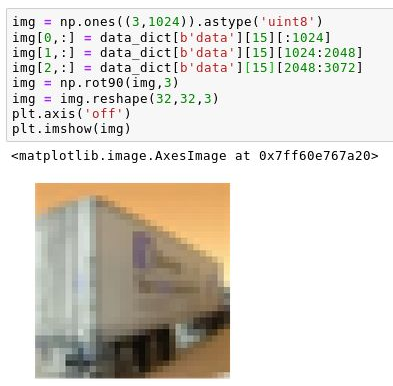 img = np.ones((3,1024)).astype('uint8')
img[0,:] = data_dict[b'data'][15][:1024]
img[1,:] = data_dict[b'data'][15][1024:2048]
img[2,:] = data_dict[b'data'][15][2048:3072]
img = np.rot90(img,3)
img = img.reshape(32,32,3)
plt.axis('off')
plt.imshow(img)
<matplotlib.image.AxesImage at 0x7ff60e767a20>